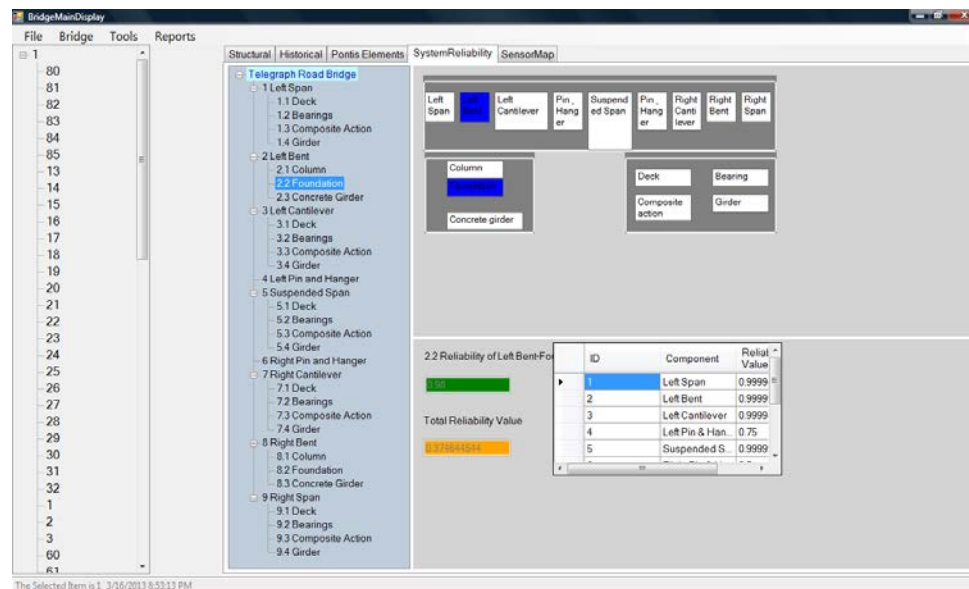 BridgeMainDisplay
File Bridge Tools Reports
1
80
81
82
83
84
85
13
14
15
16
17
18
19
20
21
22
23
24
25
26
27
28
29
30
31
32
1
2
3
60
61
Structural Historical Pontis Elements SystemReliability SensorMap
Telegraph Road Bridge
1 Left Span
1.1 Deck
1.2 Bearings
1.3 Composite Action
1.4 Girder
2 Left Bent
2.1 Column
2.2 Foundation
2.3 Concrete Girder
3 Left Cantilever
3.1 Deck
3.2 Bearings
3.3 Composite Action
3.4 Girder
4 Left Pin and Hanger
5 Suspended Span
5.1 Deck
5.2 Bearings
5.3 Composite Action
5.4 Girder
6 Right Pin and Hanger
7 Right Cantilever
7.1 Deck
7.2 Bearings
7.3 Composite Action
7.4 Girder
8 Right Bent
8.1 Column
8.2 Foundation
8.3 Concrete Girder
9 Right Span
9.1 Deck
9.2 Bearings
9.3 Composite Action
9.4 Girder
Left Span
Left Bent
Left Cantilever
Pin_Hanger
Suspended Span
Pin_Hanger
Right Cantilever
Right Bent
Right Span
Column
Foundation
Concrete girder
Deck
Bearing
Composite action
Girder
2.2 Reliability of Left Bent-Fo
0.98
Total Reliability Value
ID Component Reliat Value
1 Left Span 0.9999
2 Left Bent 0.9999
3 Left Cantilever 0.9999
4 Left Pin & Han... 0.75
5 Suspended S... 0.9999
The Selected Item is 1 3/16/2013 8:53:13 PM